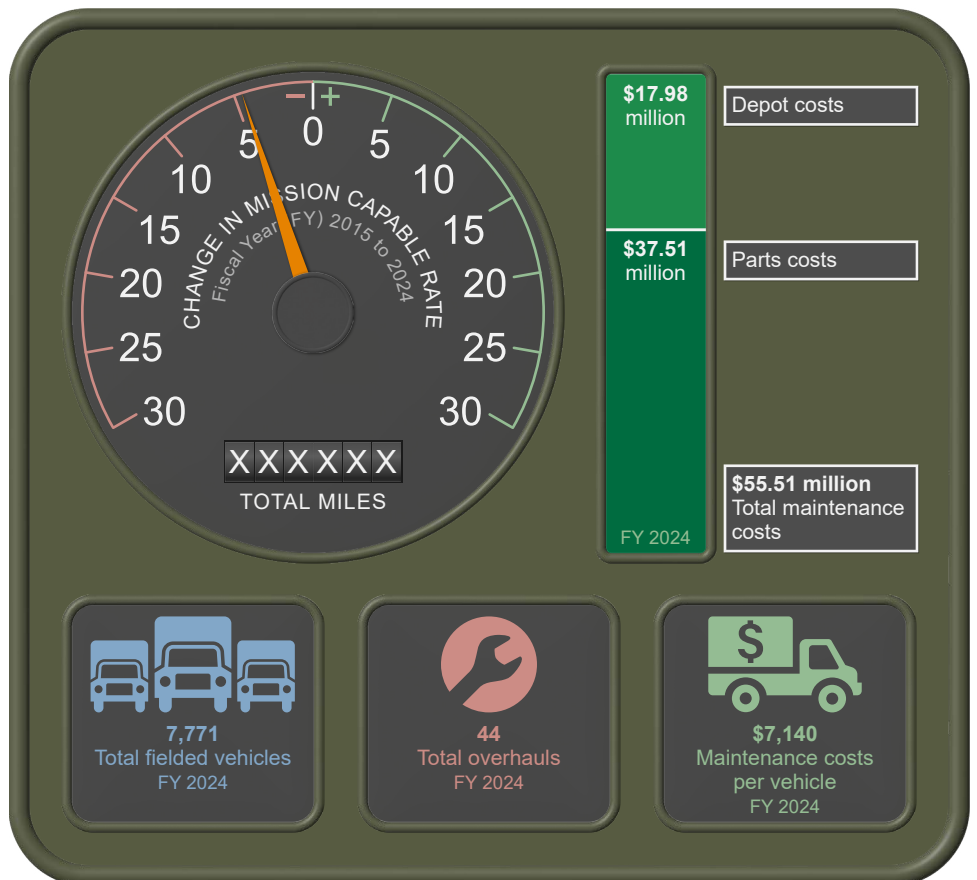 − +
0
5
5
10
10
15
15
20
20
25
25
30
30
CHANGE IN MISSION CAPABLE RATE
Fiscal Year (FY) 2015 to 2024
X X X X X X
TOTAL MILES
$17.98
million
Depot costs
$37.51
million
Parts costs
$55.51 million
Total maintenance
costs
FY 2024
7,771
Total fielded vehicles
FY 2024
44
Total overhauls
FY 2024
$
$7,140
Maintenance costs
per vehicle
FY 2024